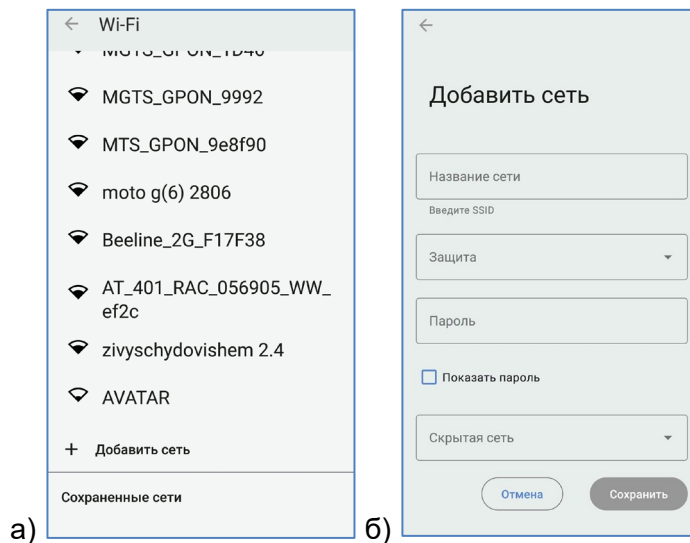 Wi-Fi
MGTS_GPON_1D40
MGTS_GPON_9992
MTS_GPON_9e8f90
moto g(6) 2806
Beeline_2G_F17F38
AT_401_RAC_056905_WW_
ef2c
zivyschydovishem 2.4
AVATAR
+ Добавить сеть
Сохраненные сети
а)
Добавить сеть
Название сети
Введите SSID
Защита
Пароль
Показать пароль
Скрытая сеть
Отмена
Сохранить
б)